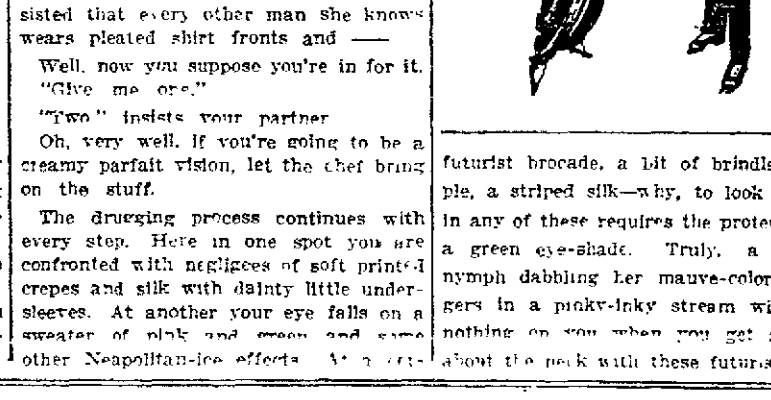 sisted that every other man she knows
wears pleated shirt fronts and —
Well, now you suppose you're in for it.
"Give me one."
"Two" insists your partner
Oh, very well. If you're going to be a
creamy parfait vision, let the chef bring
on the stuff.
The drugging process continues with
every step. Here in one spot you are
confronted with negligees of soft printed
crepes and silk with dainty little under-
sleeves. At another your eye falls on a
sweater of pink and green and some
other Neapolitan-ice effects. At a
futurist brocade, a bit of brindle
ple, a striped silk—why, to look
in any of these requires the prote
a green eye-shade. Truly, a
nymph dabbling her mauve-color
gers in a pinky-inky stream wi
nothing on you when you get
about the neck with these futuris